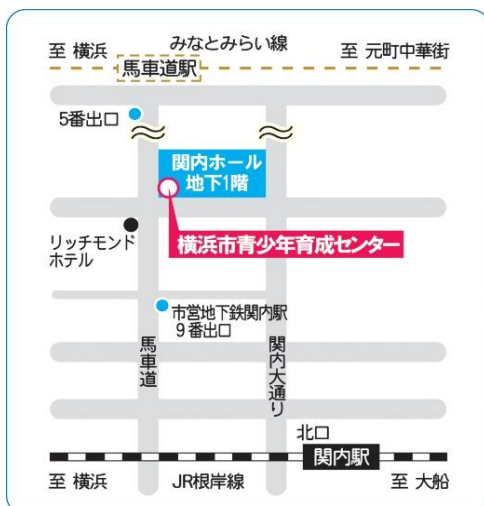 至 横浜
みなとみらい線
至 元町中華街
馬車道駅
5番出口
関内ホール
地下1階
横浜市青少年育成センター
リッチモンド
ホテル
市営地下鉄関内駅
9番出口
馬車道
関内大通り
北口
関内駅
至 横浜
JR根岸線
至 大船